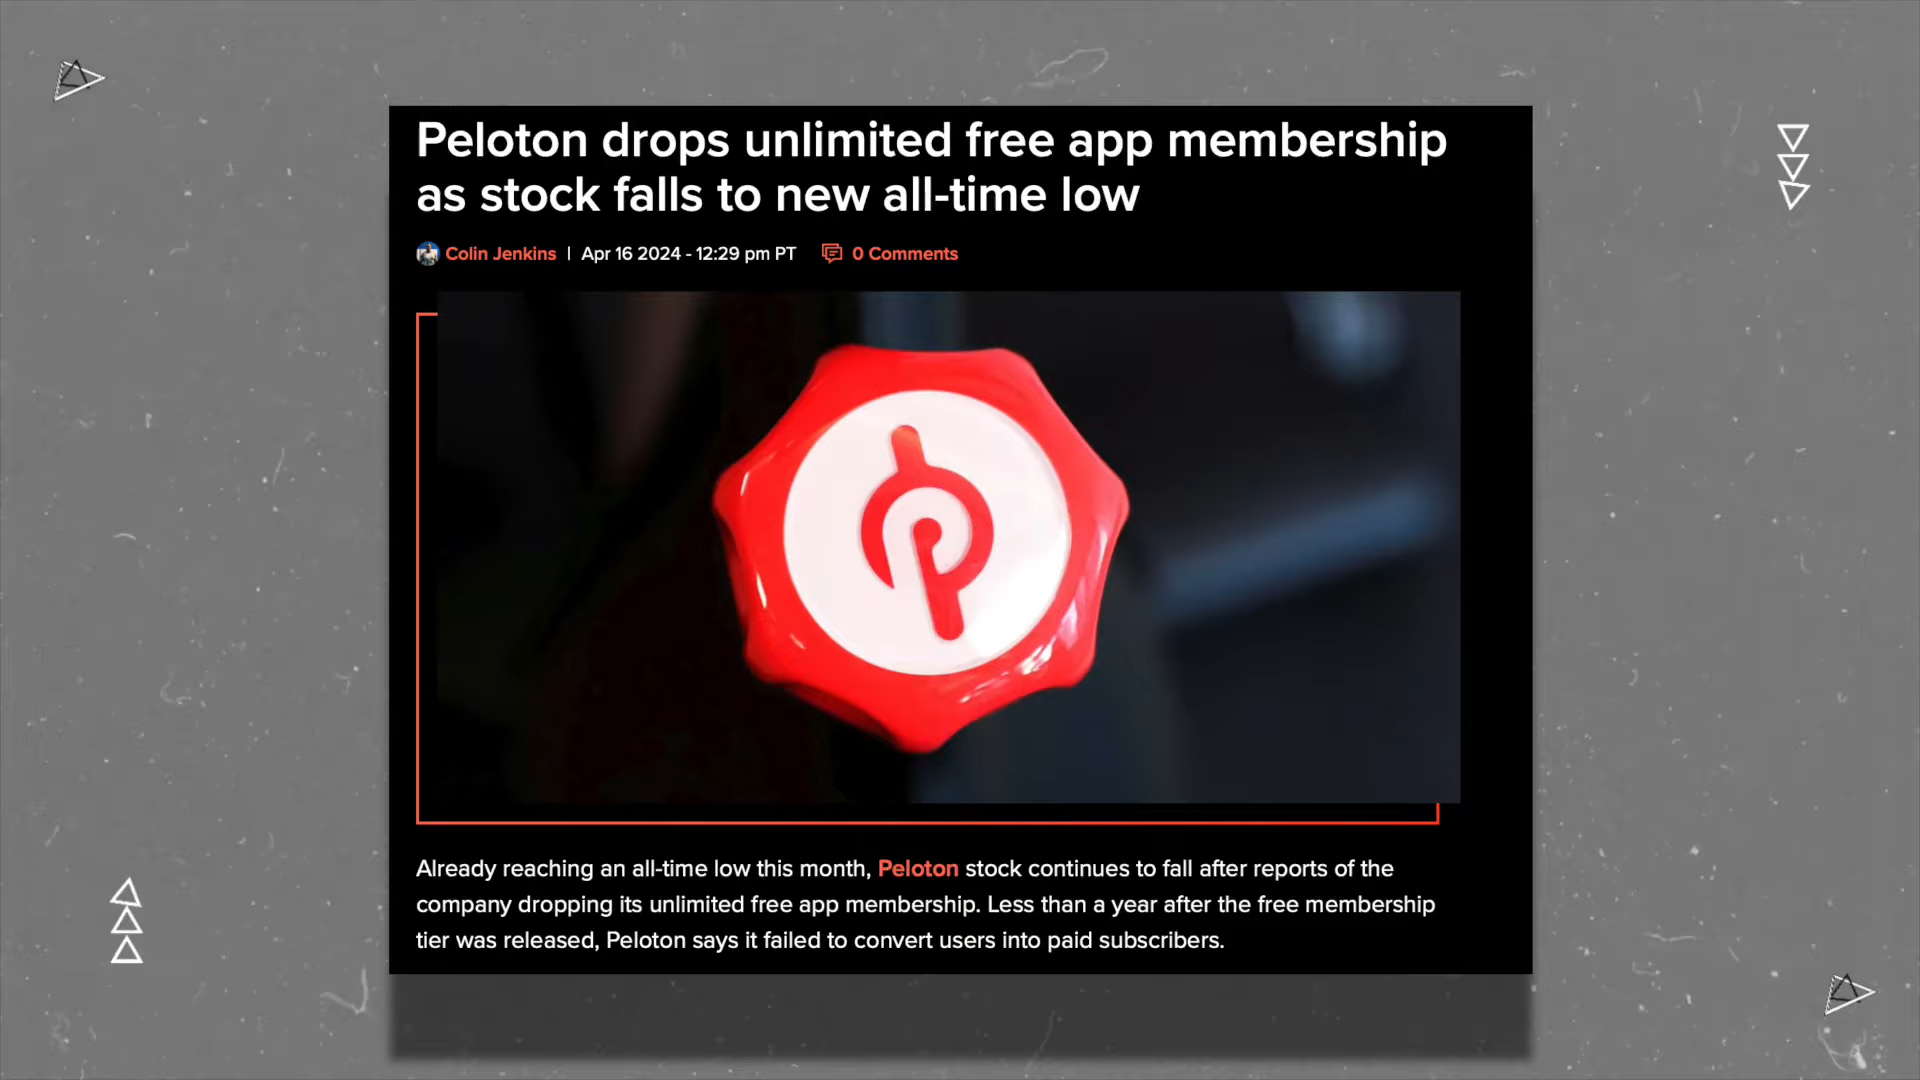 Peloton drops unlimited free app membership
as stock falls to new all-time low
Colin Jenkins | Apr 16 2024 - 12:29 pm PT 0 Comments
Already reaching an all-time low this month, Peloton stock continues to fall after reports of the
company dropping its unlimited free app membership. Less than a year after the free membership
tier was released, Peloton says it failed to convert users into paid subscribers.